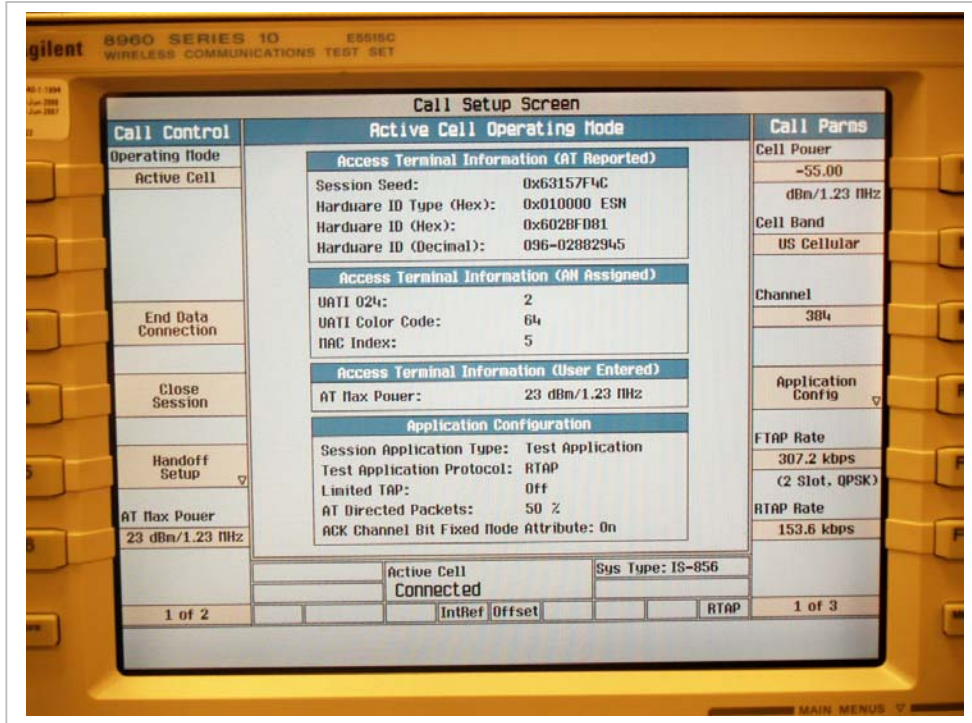 gilent 8960 SERIES 10 E5515C
WIRELESS COMMUNICATIONS TEST SET
Call Setup Screen
Call Control
Operating Mode
Active Cell
End Data
Connection
Close
Session
Handoff
Setup
AT Max Power
23 dBm/1.23 MHz
1 of 2
Active Cell Operating Mode
Access Terminal Information (AT Reported)
Session Seed: 0x63157F4C
Hardware ID Type (Hex): 0x010000 ESN
Hardware ID (Hex): 0x602BFD81
Hardware ID (Decimal): 096-02882945
Access Terminal Information (AN Assigned)
UATI 024: 2
UATI Color Code: 64
MAC Index: 5
Access Terminal Information (User Entered)
AT Max Power: 23 dBm/1.23 MHz
Application Configuration
Session Application Type: Test Application
Test Application Protocol: RTAP
Limited TAP: Off
AT Directed Packets: 50 %
ACK Channel Bit Fixed Mode Attribute: On
Active Cell
Connected
Sys Type: IS-856
IntRef Offset RTAP
Call Parms
Cell Power
-55.00
dBm/1.23 MHz
Cell Band
US Cellular
Channel
384
Application
Config
FTAP Rate
307.2 kbps
(2 Slot, QPSK)
RTAP Rate
153.6 kbps
1 of 3
MAIN MENUS